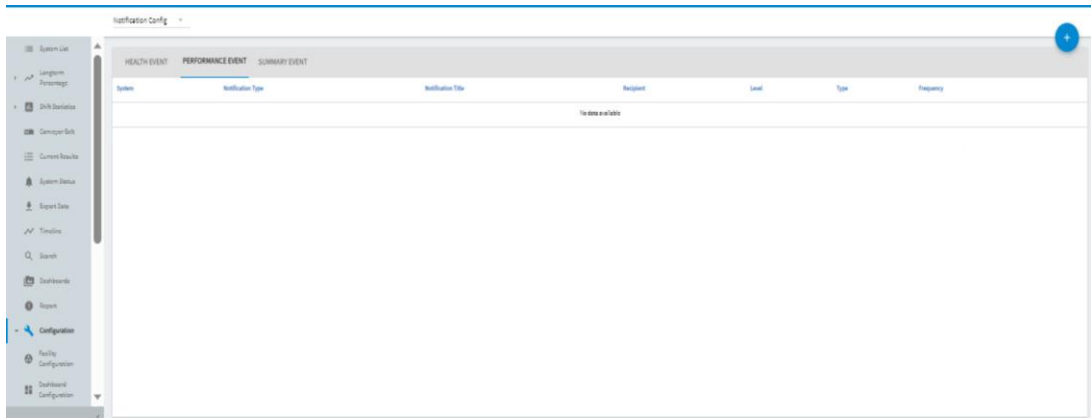 Notification Config
System List
Longterm
Percentage
Shift Statistics
Conveyor Belt
Current Results
System Status
Export Data
Timeline
Search
Dashboards
Report
Configuration
Facility
Configuration
Dashboard
Configuration
HEALTH EVENT PERFORMANCE EVENT SUMMARY EVENT
System Notification Type Notification Title Recipient Level Type Frequency
No data available